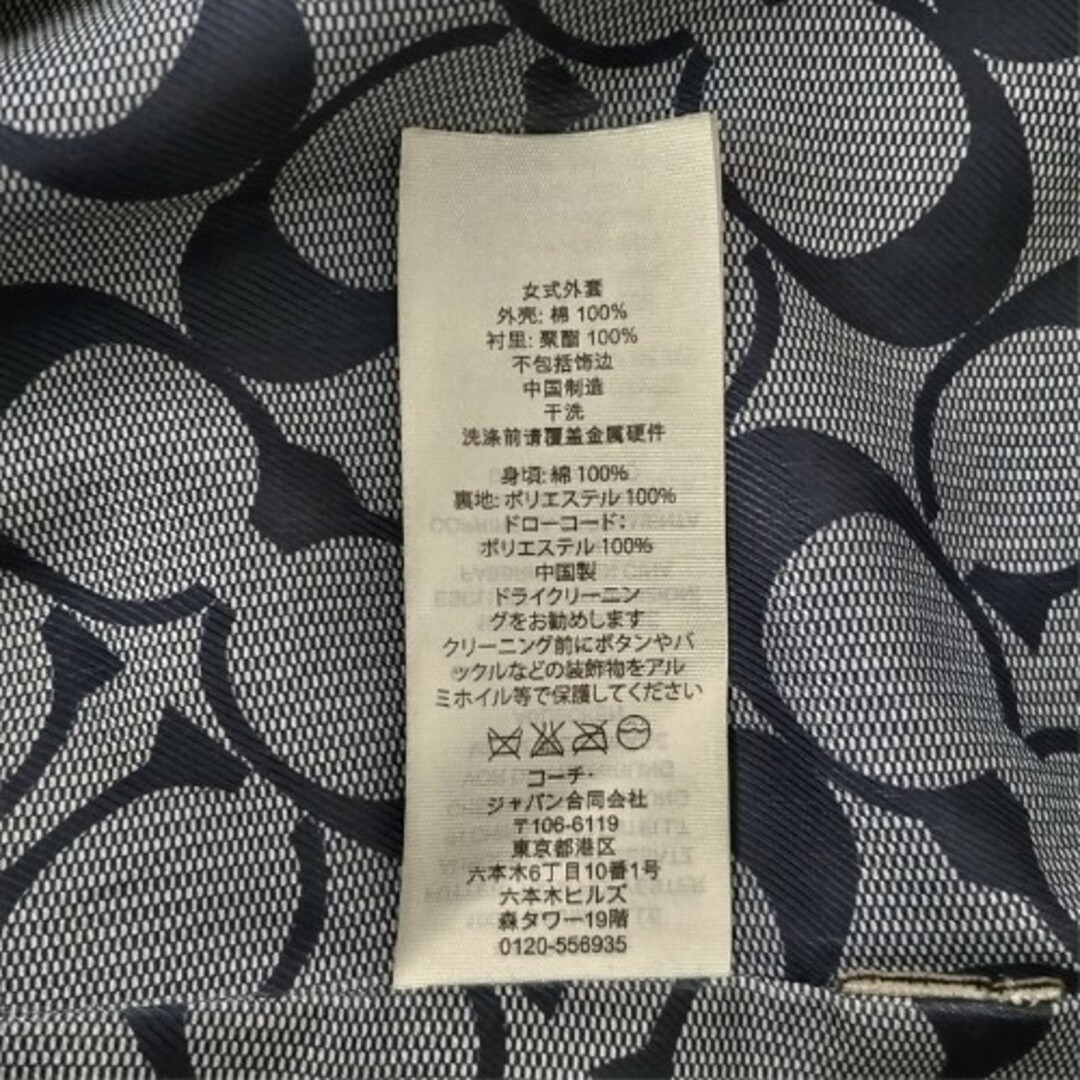 女式外套
外壳: 棉 100%
衬里: 聚酯 100%
不包括饰边
中国制造
干洗
洗涤前请覆盖金属硬件
身頃: 綿 100%
裏地: ポリエステル 100%
ドローコード:
ポリエステル 100%
中国製
ドライクリーニン
グをお勧めします
クリーニング前にボタンやバ
ックルなどの装飾物をアル
ミホイル等で保護してください
コーチ・
ジャパン合同会社
〒106-6119
東京都港区
六本木6丁目10番1号
六本木ヒルズ
森タワー19階
0120-556935